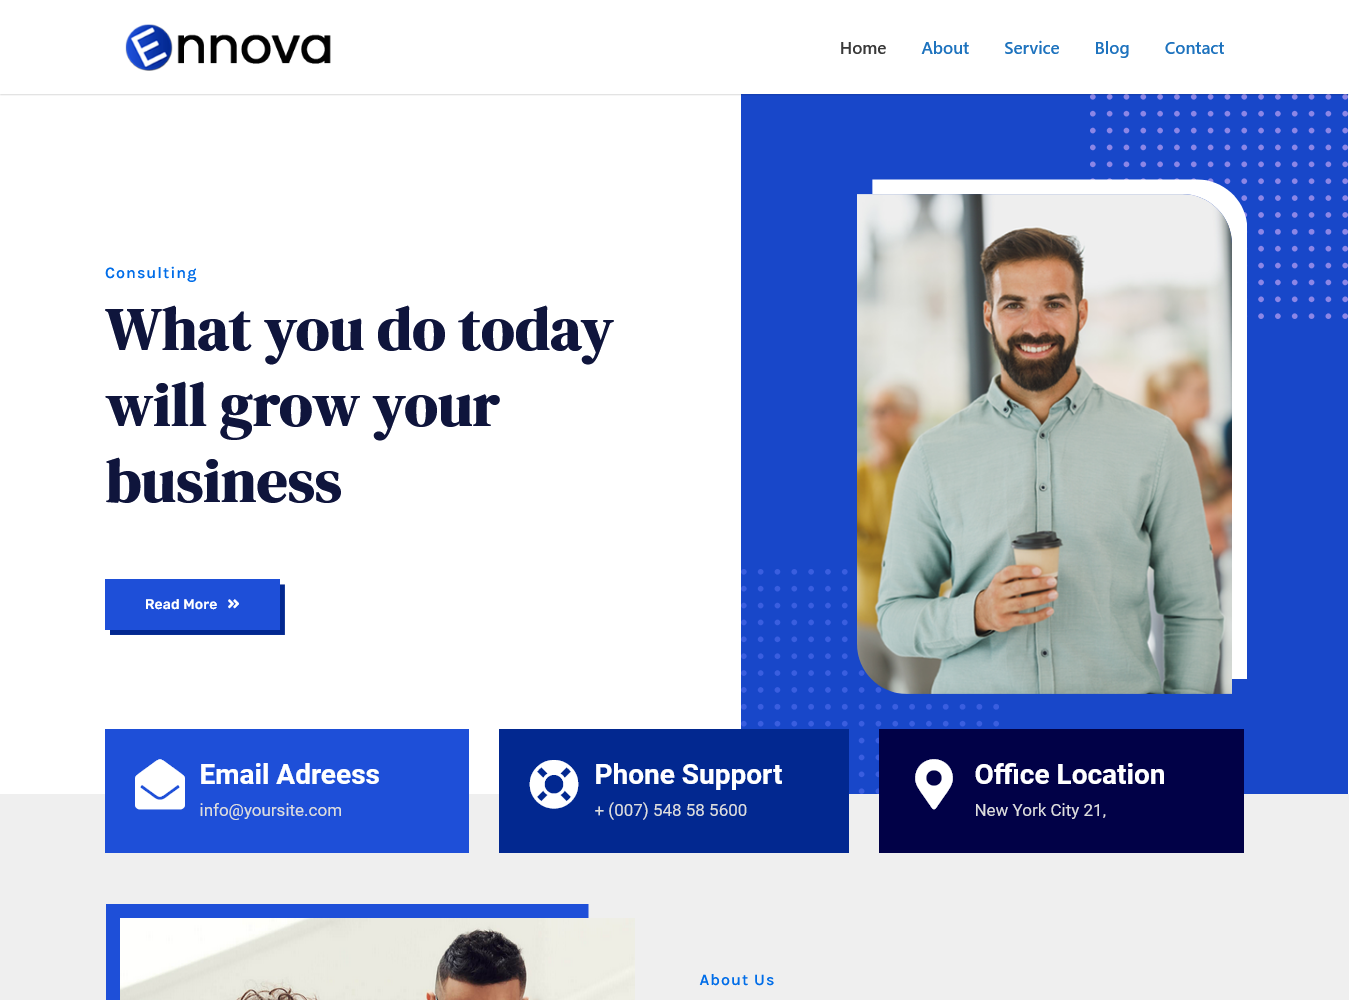 Ennova
Home About Service Blog Contact
Consulting
What you do today
will grow your
business
Read More
Email Adreess
info@yoursite.com
Phone Support
+ (007) 548 58 5600
Office Location
New York City 21,
About Us